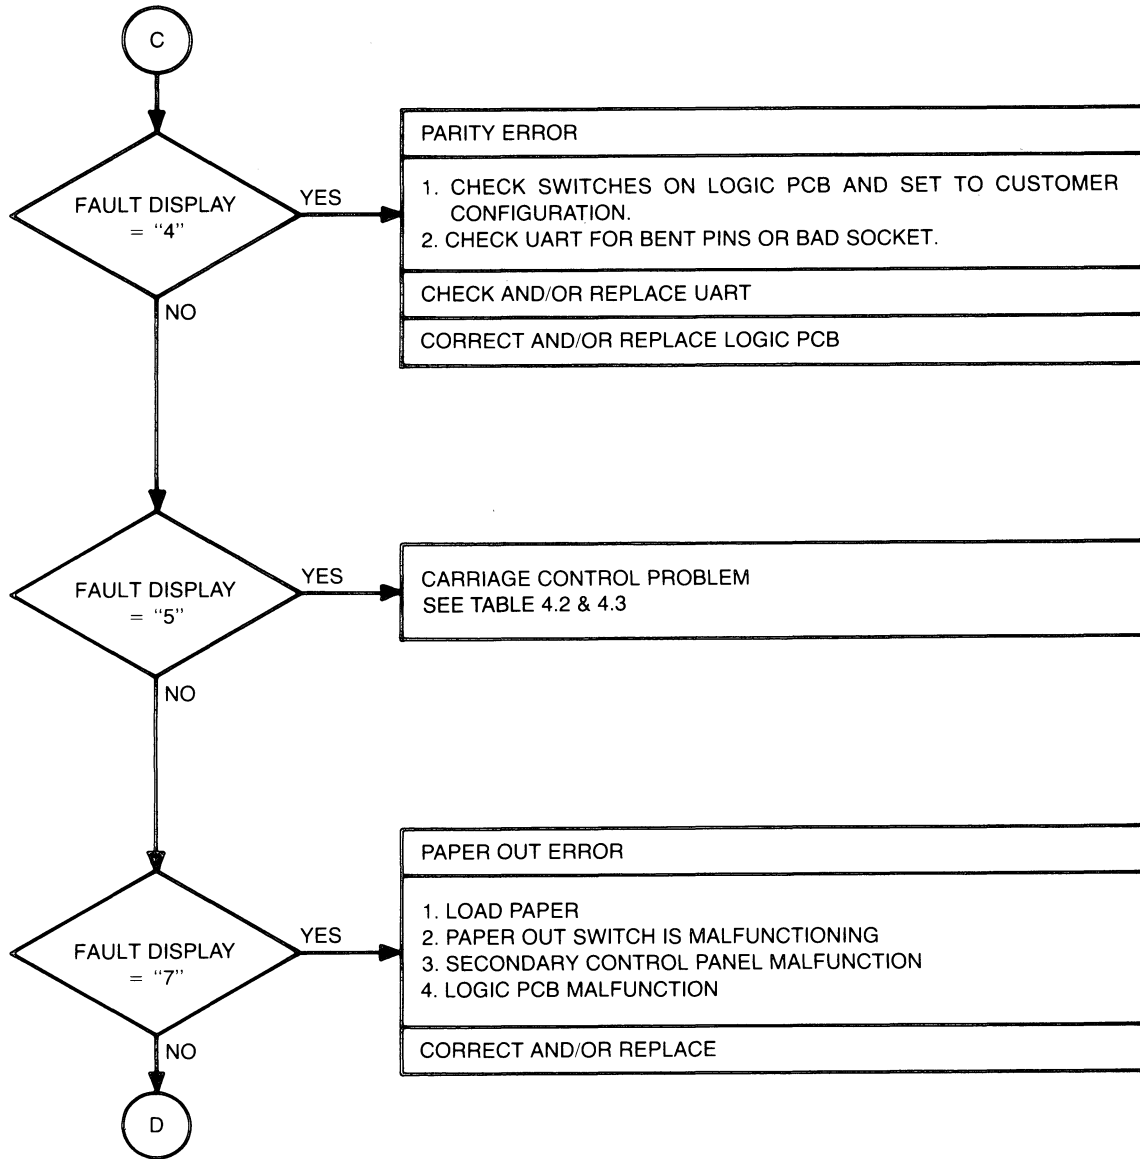 C
FAULT DISPLAY
= “4”
YES
NO
PARITY ERROR
1. CHECK SWITCHES ON LOGIC PCB AND SET TO CUSTOMER
CONFIGURATION.
2. CHECK UART FOR BENT PINS OR BAD SOCKET.
CHECK AND/OR REPLACE UART
CORRECT AND/OR REPLACE LOGIC PCB
FAULT DISPLAY
= “5”
YES
NO
CARRIAGE CONTROL PROBLEM
SEE TABLE 4.2 & 4.3
FAULT DISPLAY
= “7”
YES
NO
PAPER OUT ERROR
1. LOAD PAPER
2. PAPER OUT SWITCH IS MALFUNCTIONING
3. SECONDARY CONTROL PANEL MALFUNCTION
4. LOGIC PCB MALFUNCTION
CORRECT AND/OR REPLACE
D